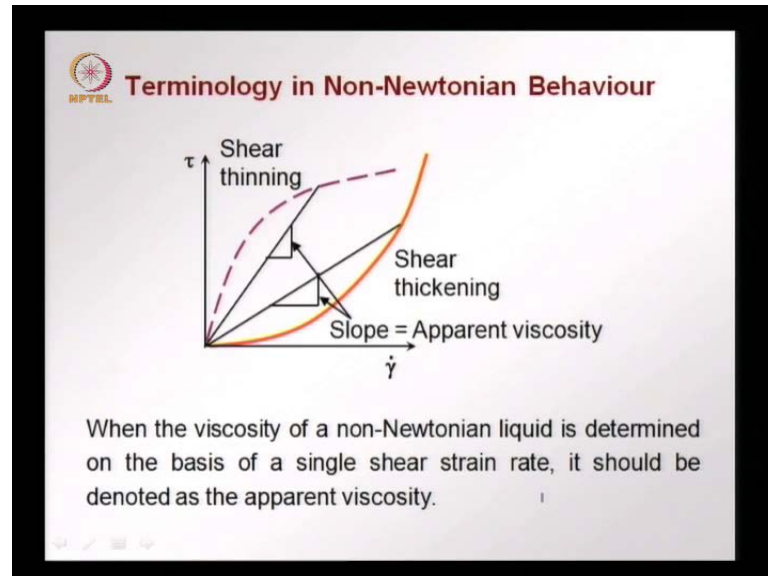 NPTEL
Terminology in Non-Newtonian Behaviour
τ
Shear
thinning
Shear
thickening
Slope = Apparent viscosity
γ̇
When the viscosity of a non-Newtonian liquid is determined
on the basis of a single shear strain rate, it should be
denoted as the apparent viscosity.